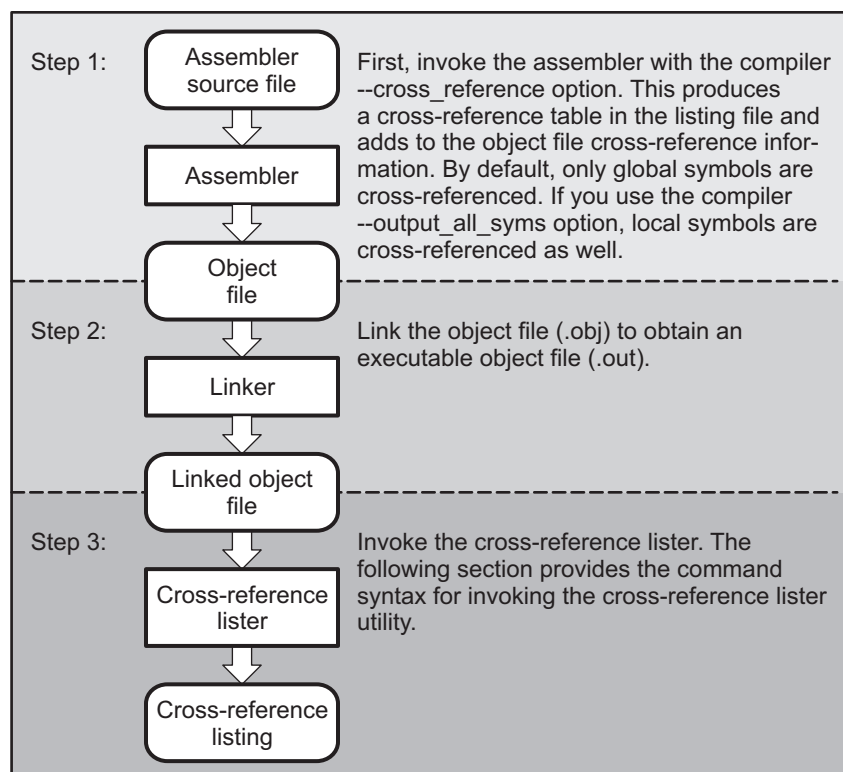 Step 1:
Assembler
source file
Assembler
Object
file
First, invoke the assembler with the compiler
--cross_reference option. This produces
a cross-reference table in the listing file and
adds to the object file cross-reference infor-
mation. By default, only global symbols are
cross-referenced. If you use the compiler
--output_all_syms option, local symbols are
cross-referenced as well.
Step 2:
Linker
Linked object
file
Link the object file (.obj) to obtain an
executable object file (.out).
Step 3:
Cross-reference
lister
Cross-reference
listing
Invoke the cross-reference lister. The
following section provides the command
syntax for invoking the cross-reference lister
utility.